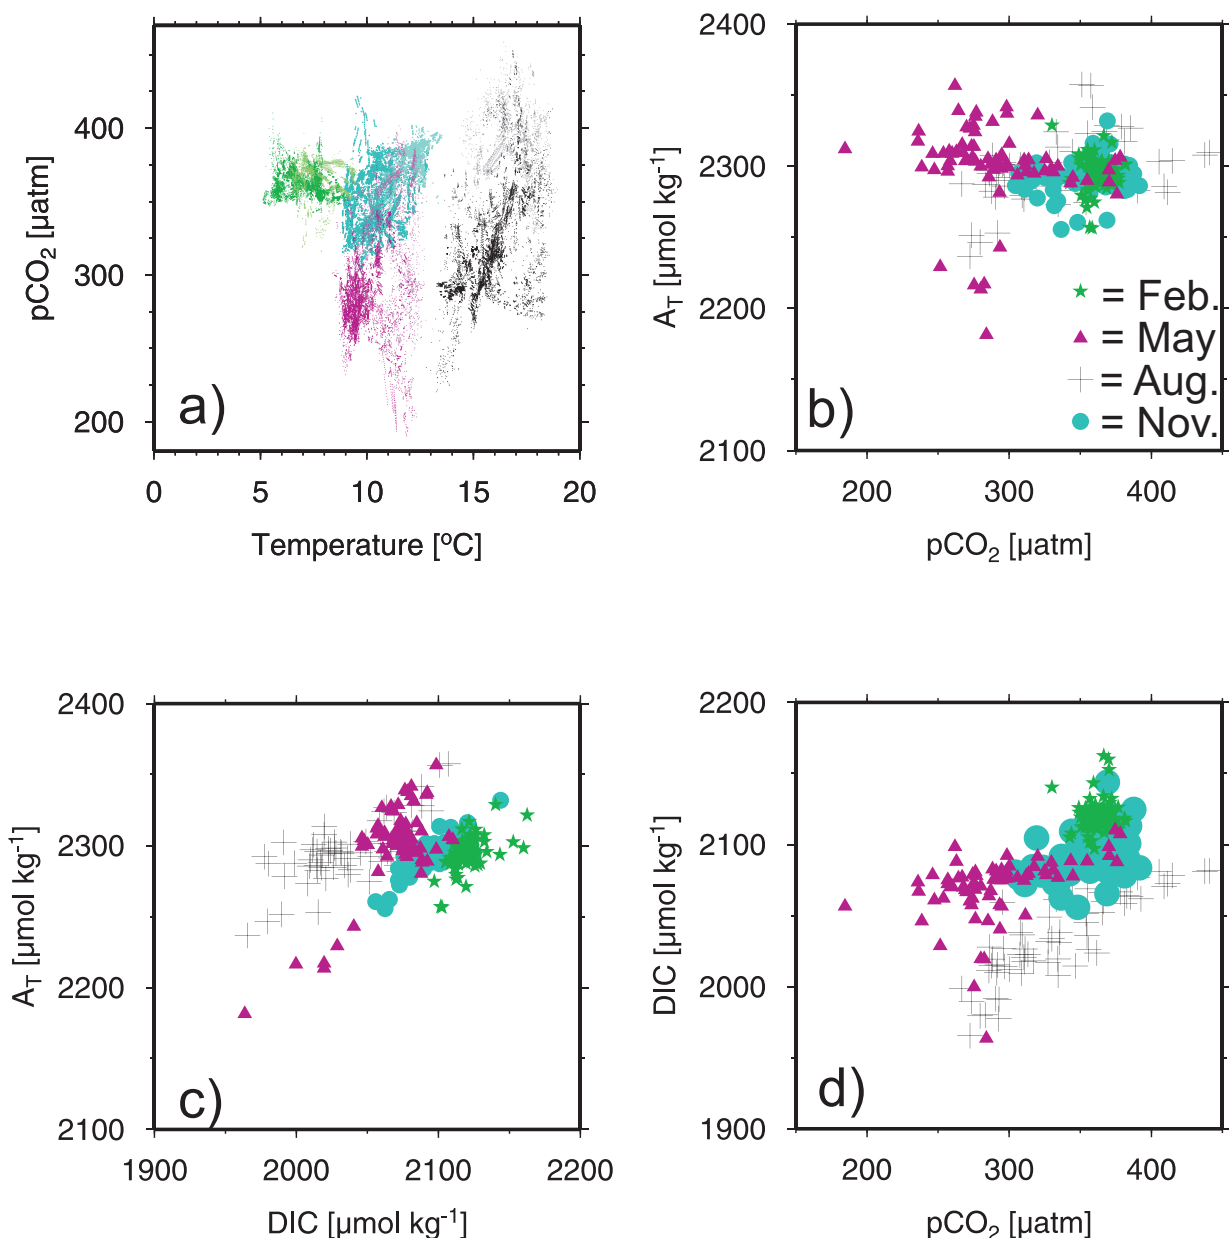 400
300
200
pCO₂ [µatm]
a)
0 5 10 15 20
Temperature [ºC]
2400
2300
2200
2100
A_T [µmol kg⁻¹]
= Feb.
= May
= Aug.
= Nov.
b)
200 300 400
pCO₂ [µatm]
2400
2300
2200
2100
A_T [µmol kg⁻¹]
c)
1900 2000 2100 2200
DIC [µmol kg⁻¹]
2200
2100
2000
1900
DIC [µmol kg⁻¹]
d)
200 300 400
pCO₂ [µatm]